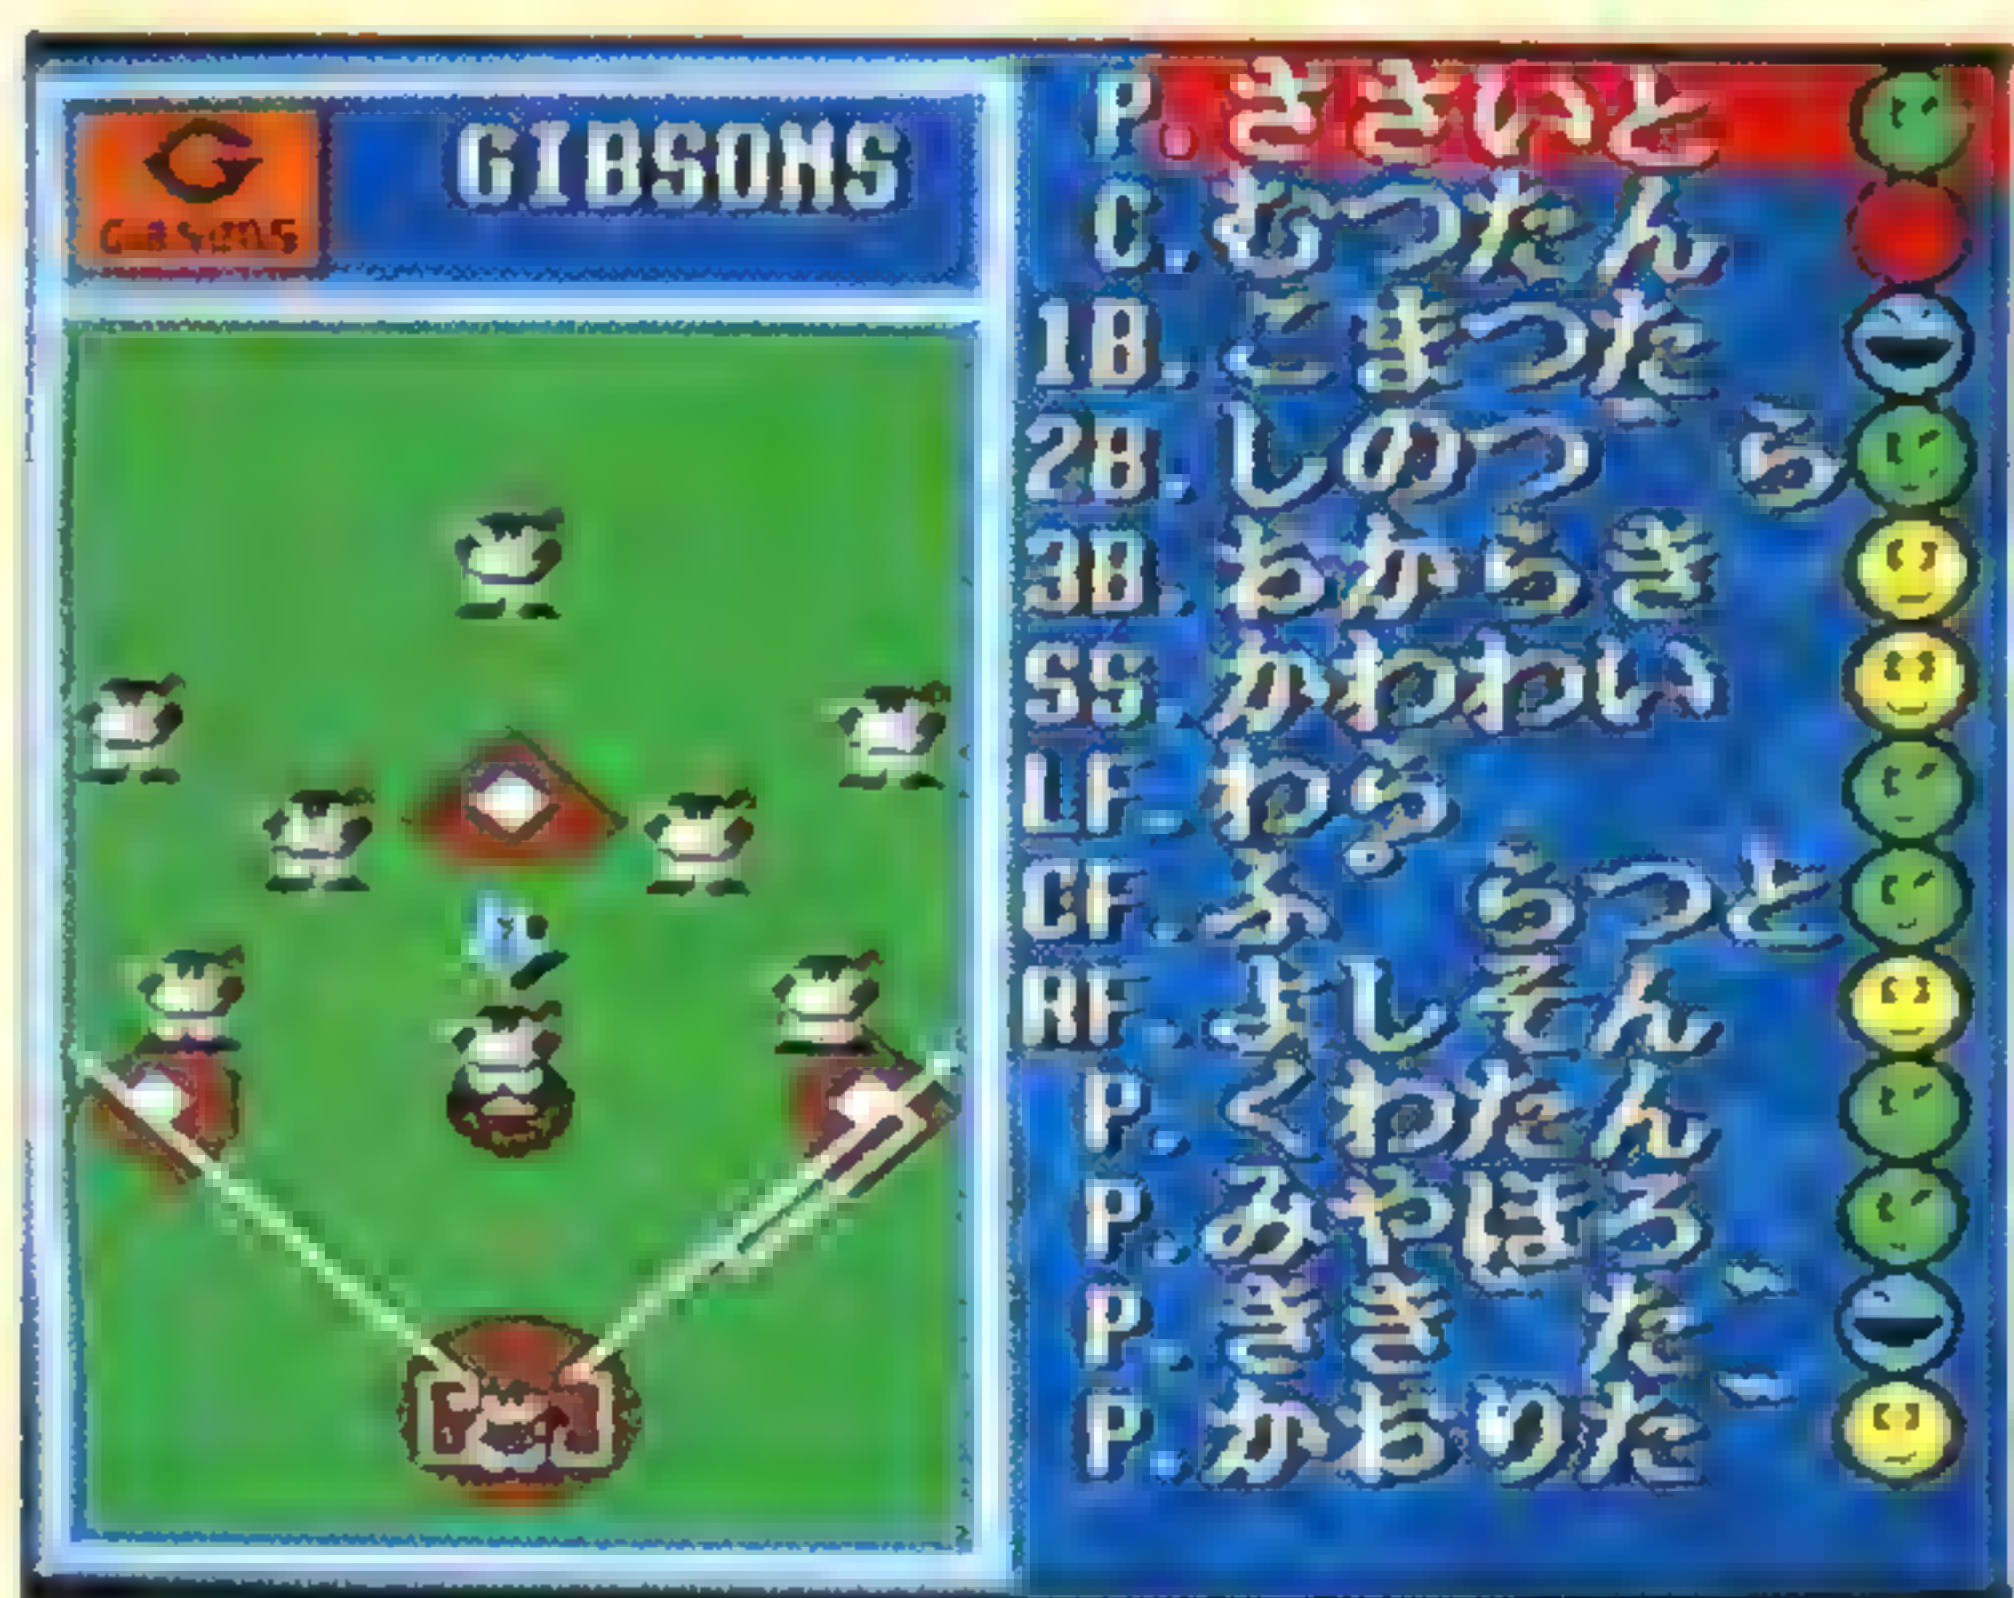 GIBSONS
P. ささいと
C. むつたん
1B. こまつた
2B. しのつ゛ら
3B. おからき
SS. かわわい
LF. わら
CF. ふ らつと
RF. よしそん
P. くわたん
P. みやほろ
P. きき た
P. かわりた